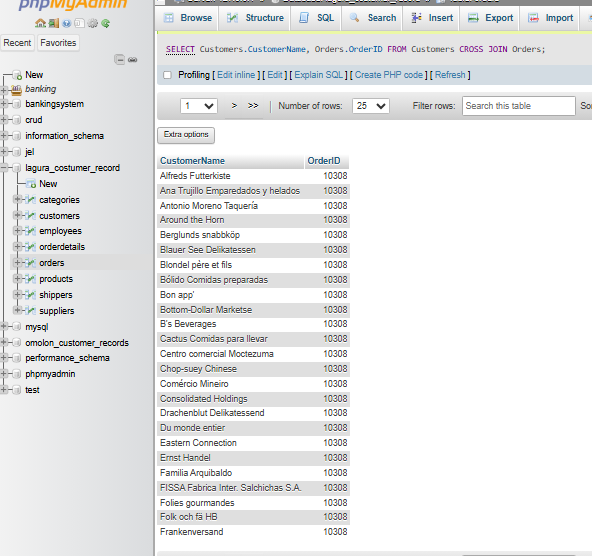 phpMyAdmin
Recent Favorites
New
banking
bankingsystem
crud
information_schema
jel
lagura_costumer_record
New
categories
customers
employees
orderdetails
orders
products
shippers
suppliers
mysql
omolon_customer_records
performance_schema
phpmyadmin
test
Browse Structure SQL Search Insert Export Import
SELECT Customers.CustomerName, Orders.OrderID FROM Customers CROSS JOIN Orders;
Profiling [ Edit inline ] [ Edit ] [ Explain SQL ] [ Create PHP code ] [ Refresh ]
1 > >> Number of rows: 25 Filter rows: Search this table
Extra options
CustomerName OrderID
Alfreds Futterkiste 10308
Ana Trujillo Emparedados y helados 10308
Antonio Moreno Taquería 10308
Around the Horn 10308
Berglunds snabbköp 10308
Blauer See Delikatessen 10308
Blondel père et fils 10308
Bólido Comidas preparadas 10308
Bon app' 10308
Bottom-Dollar Marketse 10308
B's Beverages 10308
Cactus Comidas para llevar 10308
Centro comercial Moctezuma 10308
Chop-suey Chinese 10308
Comércio Mineiro 10308
Consolidated Holdings 10308
Drachenblut Delikatessend 10308
Du monde entier 10308
Eastern Connection 10308
Ernst Handel 10308
Familia Arquibaldo 10308
FISSA Fabrica Inter. Salchichas S.A. 10308
Folies gourmandes 10308
Folk och fä HB 10308
Frankenversand 10308